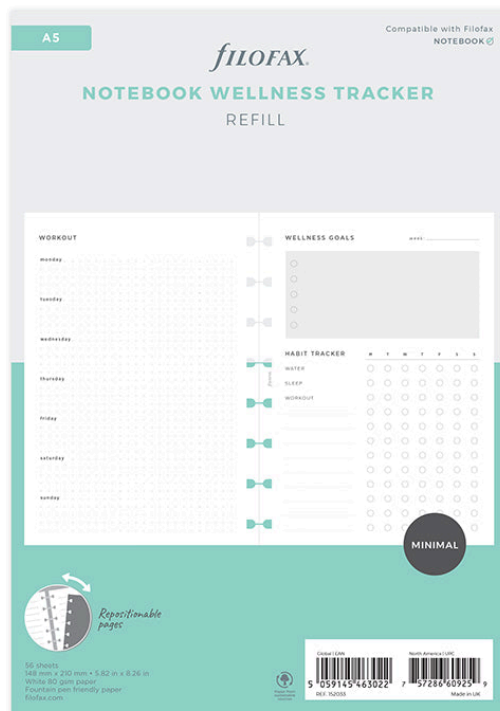 A5
Compatible with Filofax
NOTEBOOK
fILOFAX®
NOTEBOOK WELLNESS TRACKER
REFILL
WORKOUT
monday
tuesday
wednesday
thursday
friday
saturday
sunday
WELLNESS GOALS
WEEK:
HABIT TRACKER
M T W T F S S
WATER
SLEEP
WORKOUT
filofax
MINIMAL
Repositionable
pages
56 sheets
148 mm x 210 mm • 5.82 in x 8.26 in
White 80 gsm paper
Fountain pen friendly paper
filofax.com
Global | EAN
5 059145 463022
REF. 152033
North America | UPC
7 57286 60925 9
Made in UK